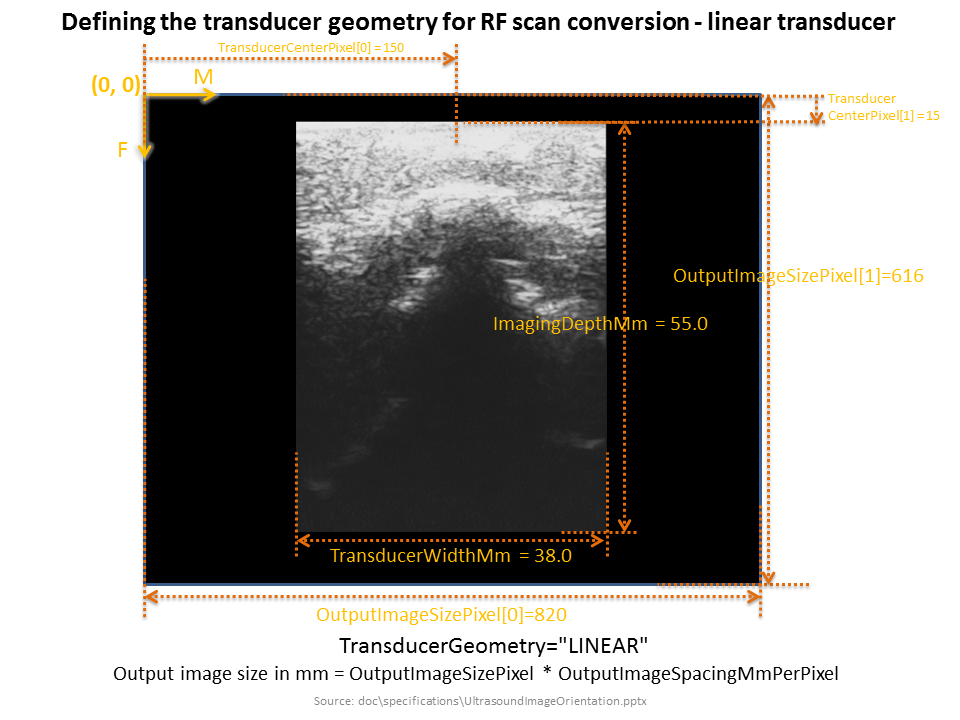 Defining the transducer geometry for RF scan conversion - linear transducer
TransducerCenterPixel[0] =150
(0, 0)
M
Transducer
CenterPixel[1] =15
F
OutputImageSizePixel[1]=616
ImagingDepthMm = 55.0
TransducerWidthMm = 38.0
OutputImageSizePixel[0]=820
TransducerGeometry="LINEAR"
Output image size in mm = OutputImageSizePixel * OutputImageSpacingMmPerPixel
Source: doc\specifications\UltrasoundImageOrientation.pptx